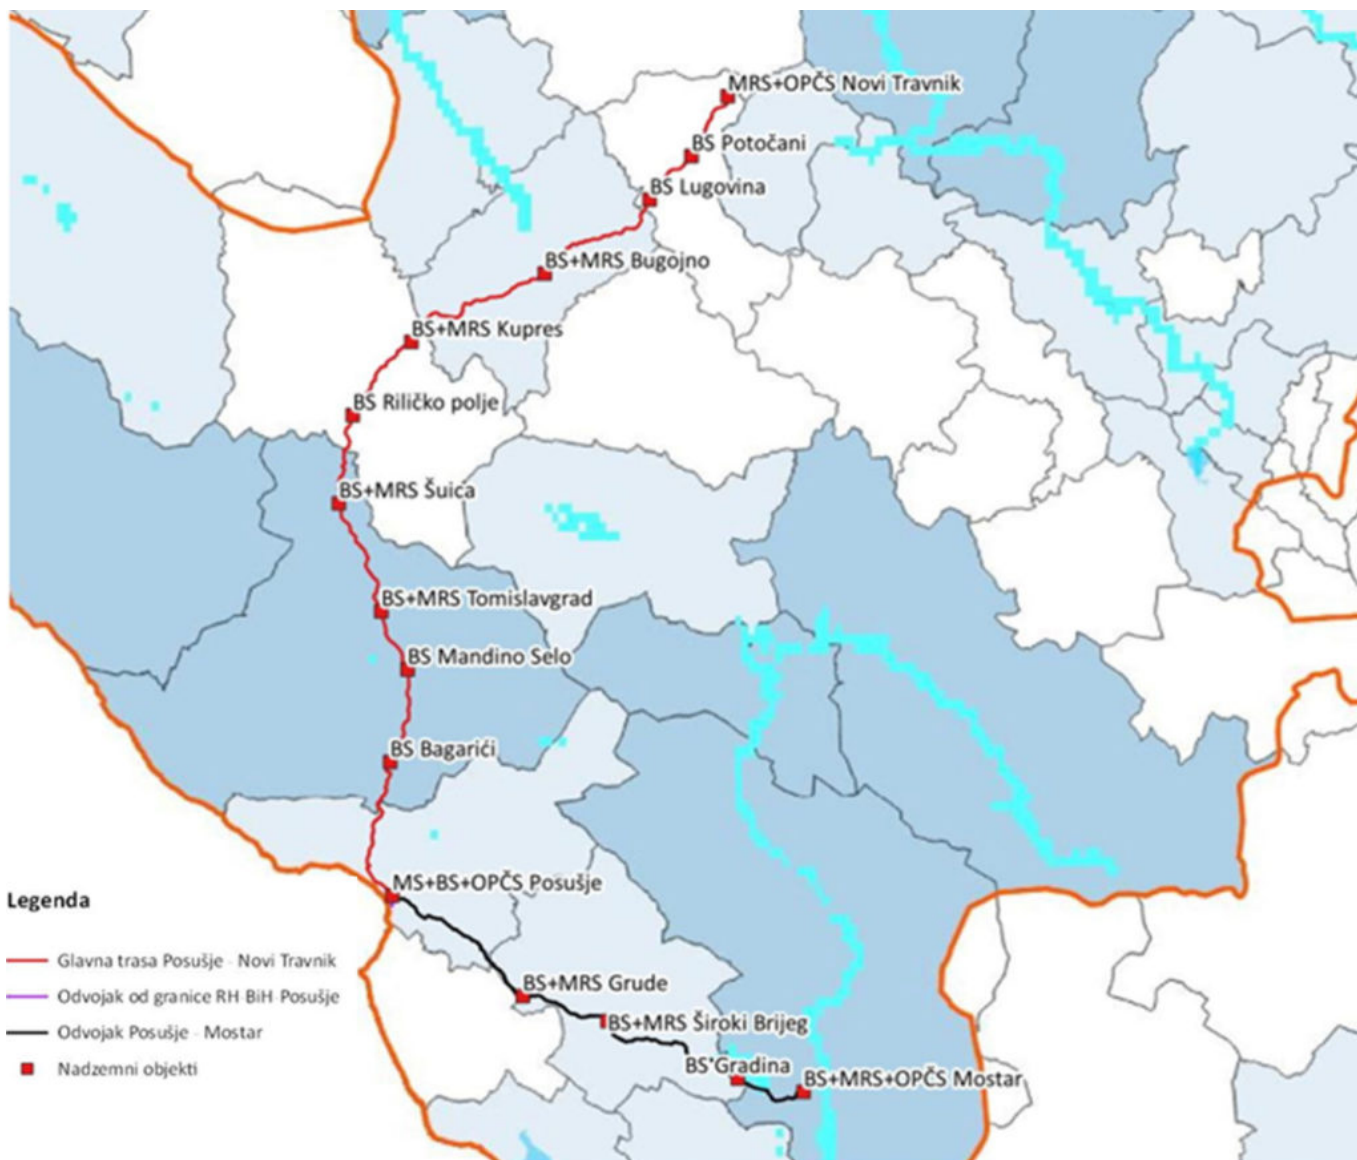 MRS+OPČS Novi Travnik
BS Potočani
BS Lugovina
BS+MRS Bugojno
BS+MRS Kupres
BS Riličko polje
BS+MRS Šuica
BS+MRS Tomislavgrad
BS Mandino Selo
BS Bagarići
MS+BS+OPČS Posušje
BS+MRS Grude
BS+MRS Široki Brijeg
BS Gradina
BS+MRS+OPČS Mostar
Legenda
Glavna trasa Posušje - Novi Travnik
Odvojak od granice RH-BiH-Posušje
Odvojak Posušje - Mostar
Nadzemni objekti